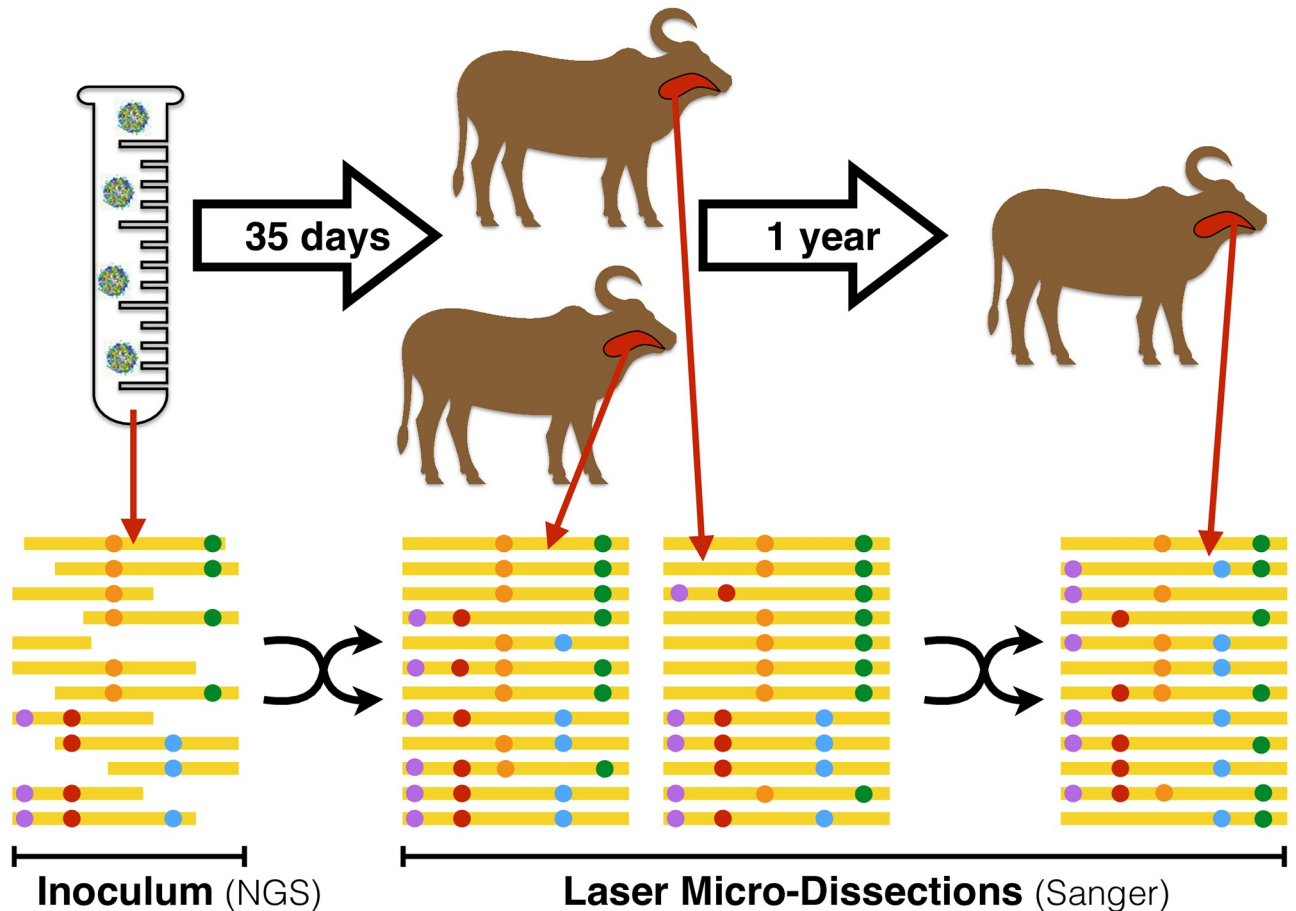 35 days
1 year
Inoculum (NGS)
Laser Micro-Dissections (Sanger)